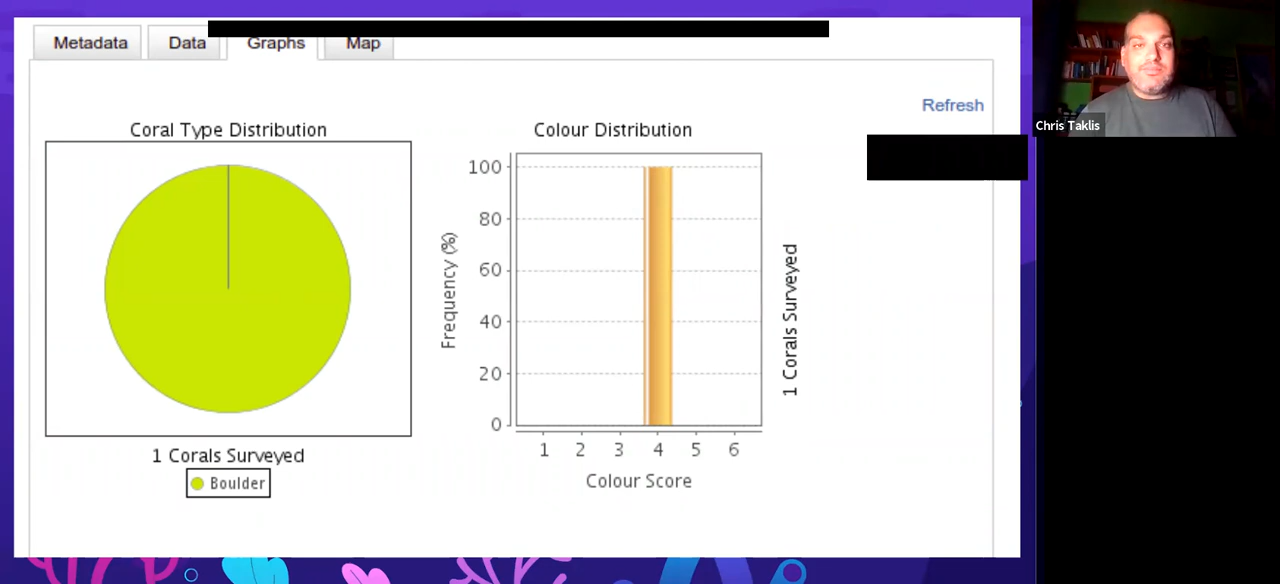 Metadata
Data
Graphs
Map
Refresh
Coral Type Distribution
1 Corals Surveyed
Boulder
Colour Distribution
Frequency (%)
100
80
60
40
20
0
1 2 3 4 5 6
Colour Score
1 Corals Surveyed
Chris Taklis